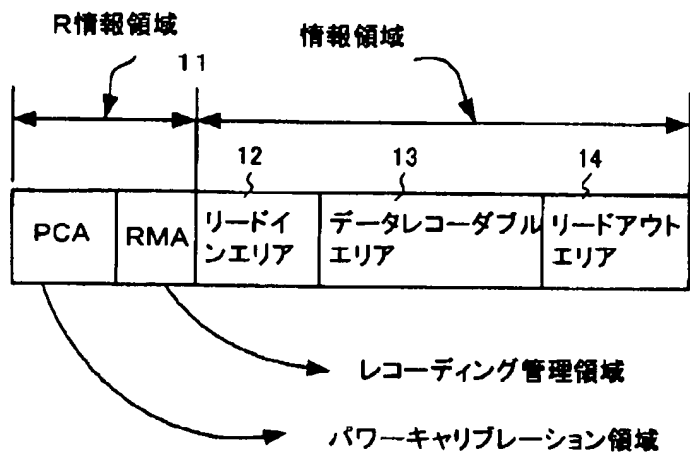 R情報領域
情報領域
11
12
13
14
PCA
RMA
リードイ
ンエリア
データレコーダブル
エリア
リードアウト
エリア
レコーディング管理領域
パワーキャリブレーション領域